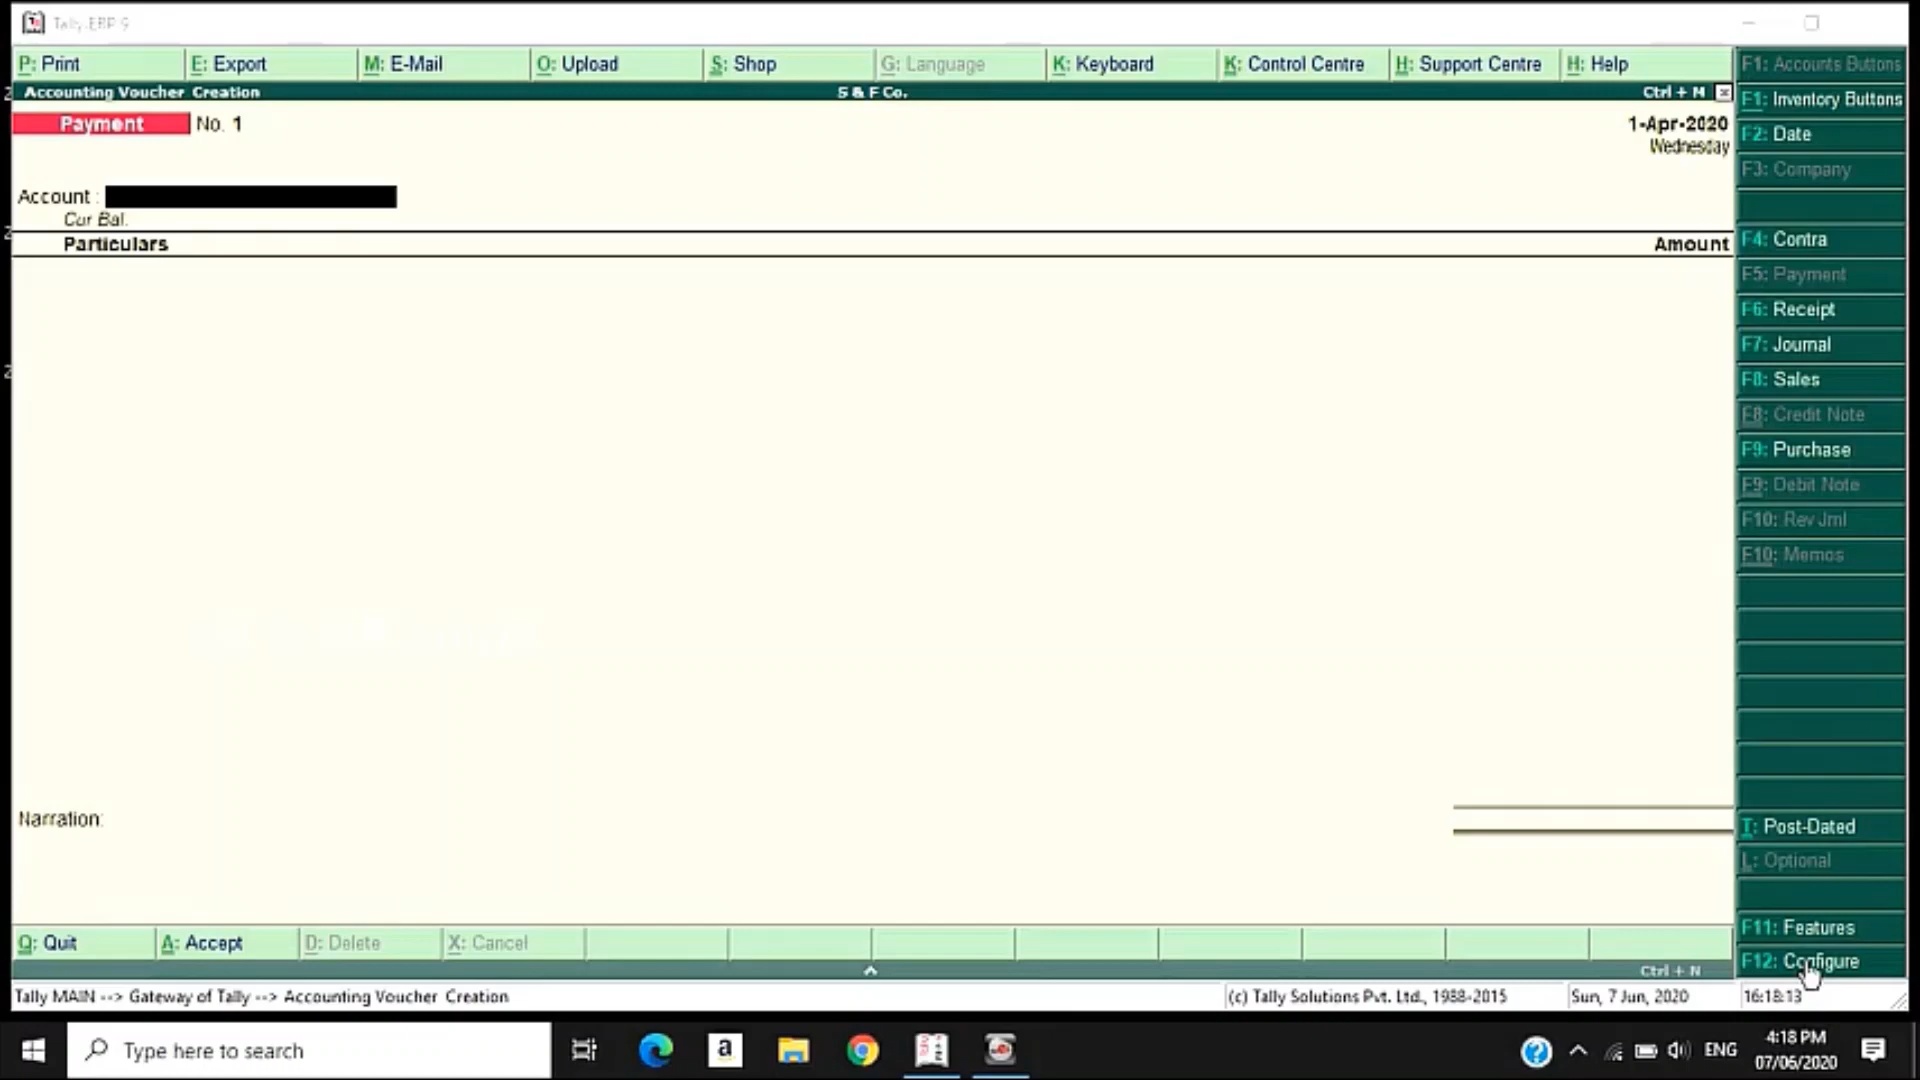 Tally.ERP 9
P: Print E: Export M: E-Mail O: Upload S: Shop G: Language K: Keyboard K: Control Centre H: Support Centre H: Help
Accounting Voucher Creation S & F Co. Ctrl + M
Payment No. 1 1-Apr-2020
Wednesday
Account :
Cur Bal.
Particulars Amount
Narration:
Q: Quit A: Accept D: Delete X: Cancel
Ctrl + N
F1: Accounts Buttons
F1: Inventory Buttons
F2: Date
F3: Company
F4: Contra
F5: Payment
F6: Receipt
F7: Journal
F8: Sales
F8: Credit Note
F9: Purchase
F9: Debit Note
F10: Rev Jrnl
F10: Memos
T: Post-Dated
L: Optional
F11: Features
F12: Configure
Tally MAIN --> Gateway of Tally --> Accounting Voucher Creation (c) Tally Solutions Pvt. Ltd., 1988-2015 Sun, 7 Jun, 2020 16:18:13
Type here to search
ENG
4:18 PM
07/06/2020